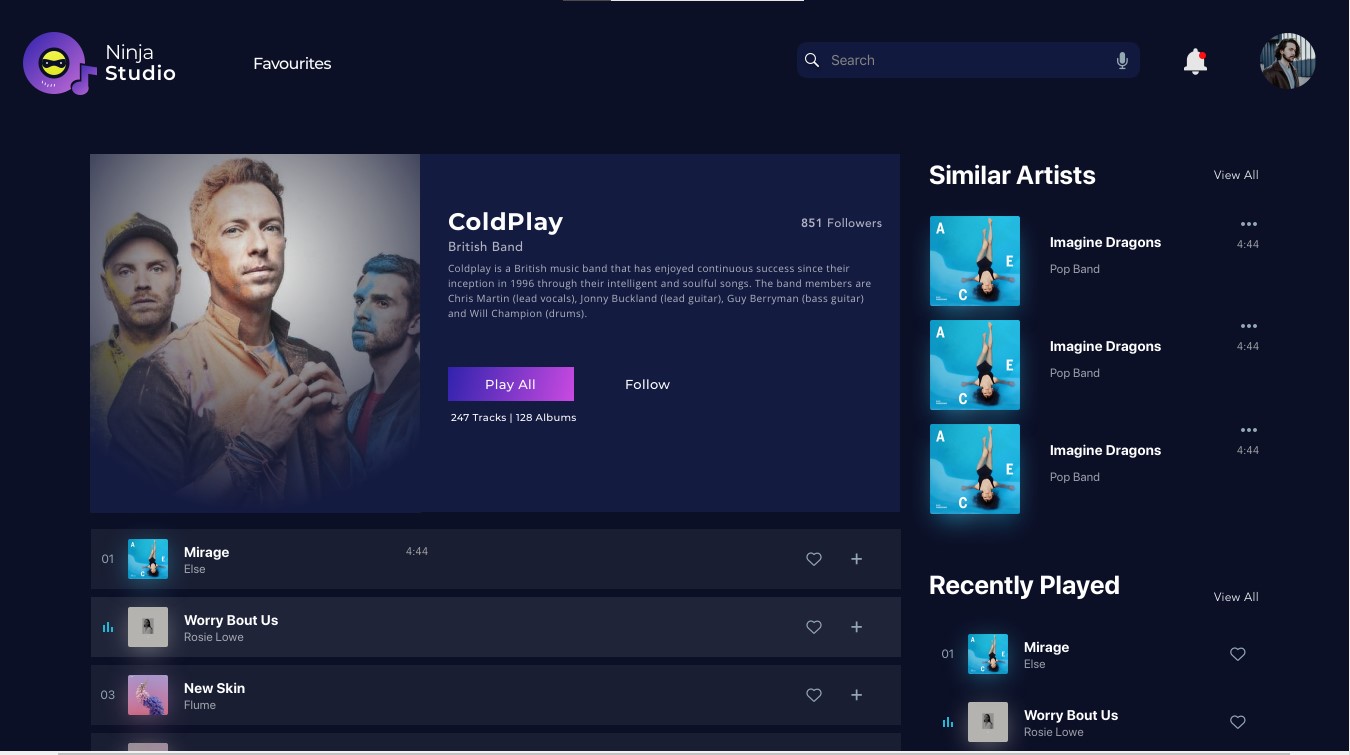 Ninja
Studio
Favourites
Search
ColdPlay
851 Followers
British Band
Coldplay is a British music band that has enjoyed continuous success since their
inception in 1996 through their intelligent and soulful songs. The band members are
Chris Martin (lead vocals), Jonny Buckland (lead guitar), Guy Berryman (bass guitar)
and Will Champion (drums).
Play All
Follow
247 Tracks | 128 Albums
01
A
E
C
Mirage
4:44
Else
Worry Bout Us
Rosie Lowe
03
New Skin
Flume
Similar Artists
View All
A
E
C
Imagine Dragons
4:44
Pop Band
A
E
C
Imagine Dragons
4:44
Pop Band
A
E
C
Imagine Dragons
4:44
Pop Band
Recently Played
View All
01
A
E
C
Mirage
Else
Worry Bout Us
Rosie Lowe